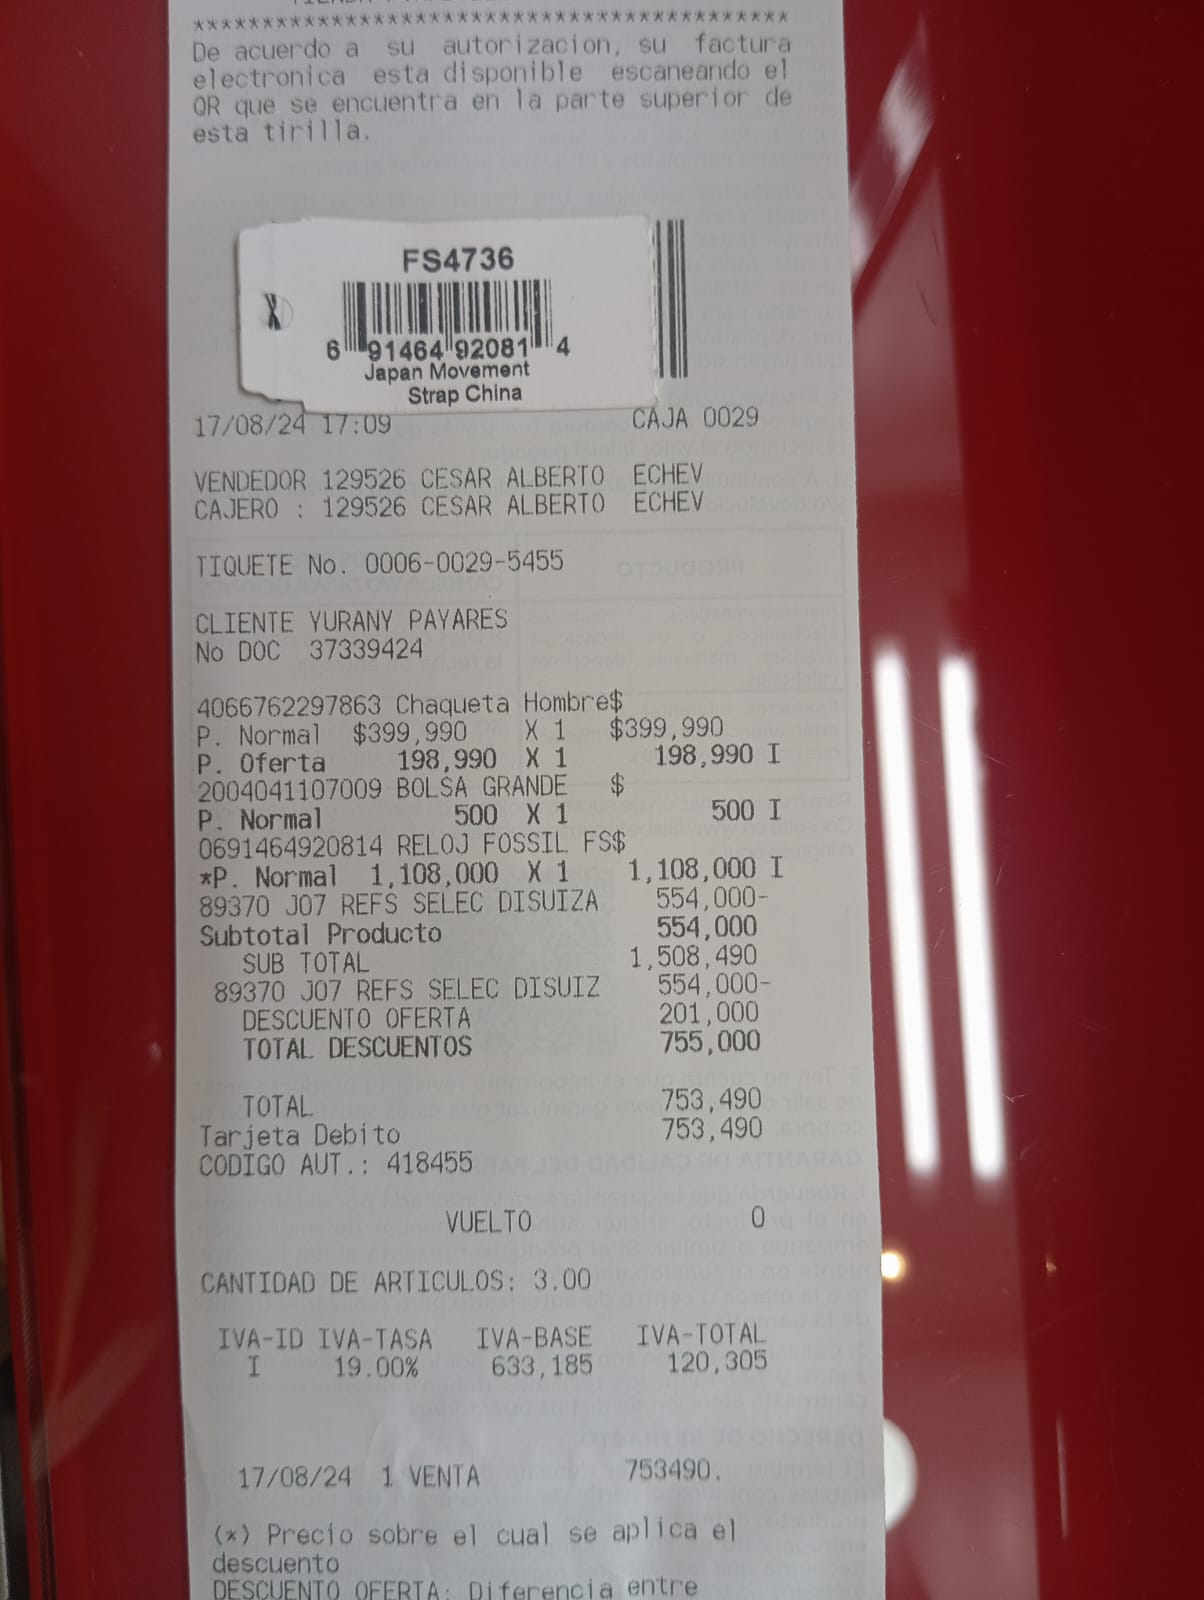 ****************************************
De acuerdo a su autorizacion, su factura
electronica esta disponible escaneando el
QR que se encuentra en la parte superior de
esta tirilla.
FS4736
6 91464 92081 4
Japan Movement
Strap China
17/08/24 17:09 CAJA 0029
VENDEDOR 129526 CESAR ALBERTO ECHEV
CAJERO : 129526 CESAR ALBERTO ECHEV
TIQUETE No. 0006-0029-5455
CLIENTE YURANY PAYARES
No DOC 37339424
4066762297863 Chaqueta Hombre$
P. Normal $399,990 X 1 $399,990
P. Oferta 198,990 X 1 198,990 I
2004041107009 BOLSA GRANDE $
P. Normal 500 X 1 500 I
0691464920814 RELOJ FOSSIL FS$
*P. Normal 1,108,000 X 1 1,108,000 I
89370 J07 REFS SELEC DISUIZA 554,000-
Subtotal Producto 554,000
SUB TOTAL 1,508,490
89370 J07 REFS SELEC DISUIZ 554,000-
DESCUENTO OFERTA 201,000
TOTAL DESCUENTOS 755,000
TOTAL 753,490
Tarjeta Debito 753,490
CODIGO AUT.: 418455
VUELTO 0
CANTIDAD DE ARTICULOS: 3.00
IVA-ID IVA-TASA IVA-BASE IVA-TOTAL
I 19.00% 633,185 120,305
17/08/24 1 VENTA 753490.
(*) Precio sobre el cual se aplica el
descuento
DESCUENTO OFERTA: Diferencia entre